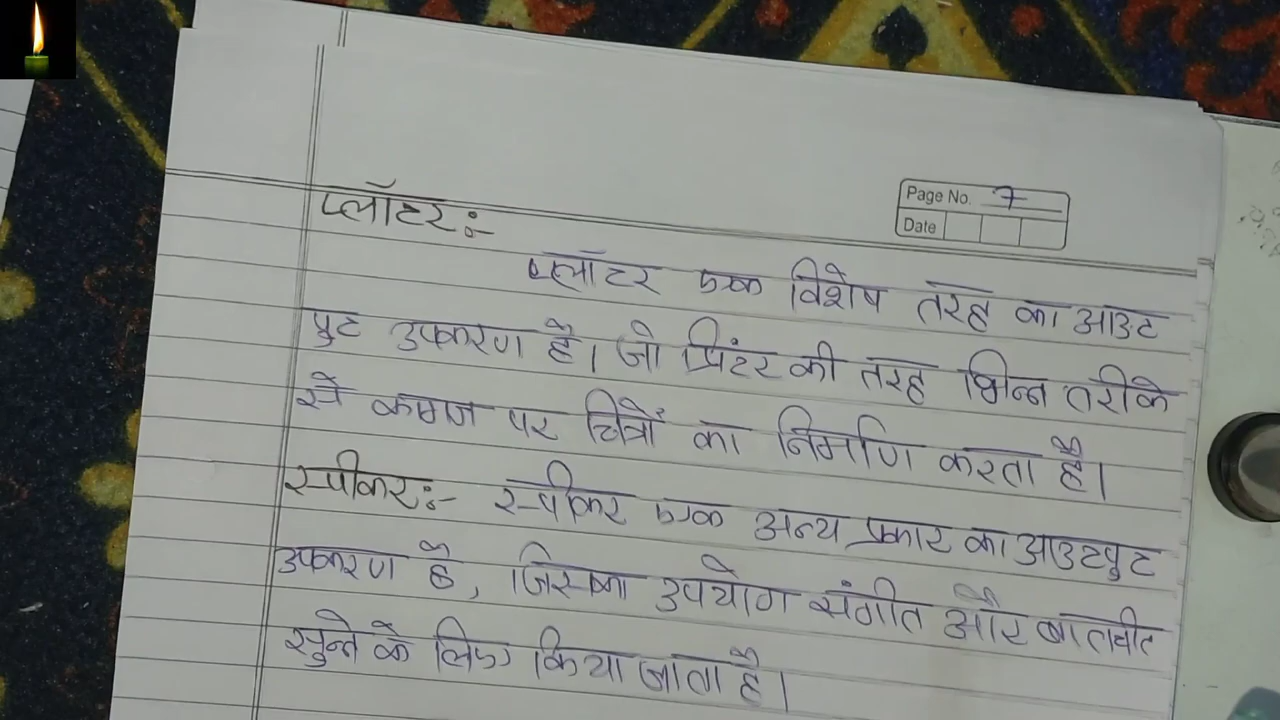 Page No. 7
Date
प्लॉटर:-
प्लॉटर एक विशेष तरह का आउट
पुट उपकरण है। जो प्रिंटर की तरह भिन्न तरीके
से कागज पर चित्रों का निर्माण करता है।
स्पीकर:- स्पीकर एक अन्य प्रकार का आउटपुट
उपकरण है, जिसका उपयोग संगीत और बातचीत
सुन्ने के लिए किया जाता है।